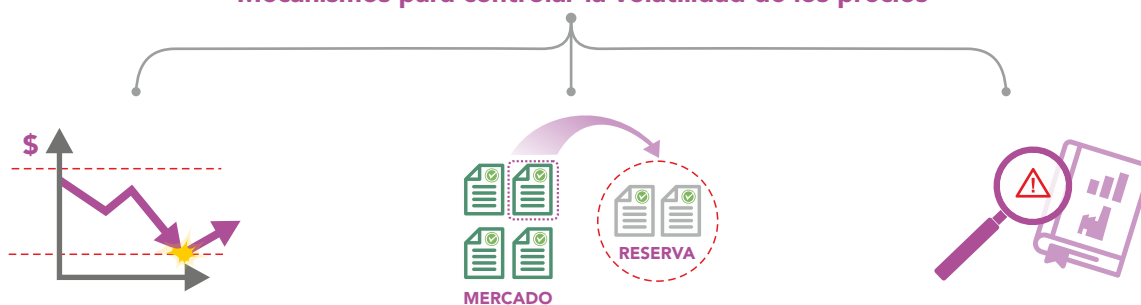 Mecanismos para controlar la volatilidad de los precios
$
RESERVA
MERCADO